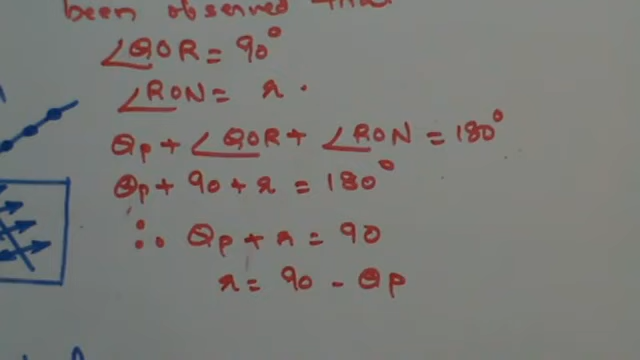 been observed that
∠QOR = 90°
∠RON = r.
θp + ∠QOR + ∠RON = 180°
θp + 90 + r = 180°
∴ θp + r = 90
r = 90 - θp